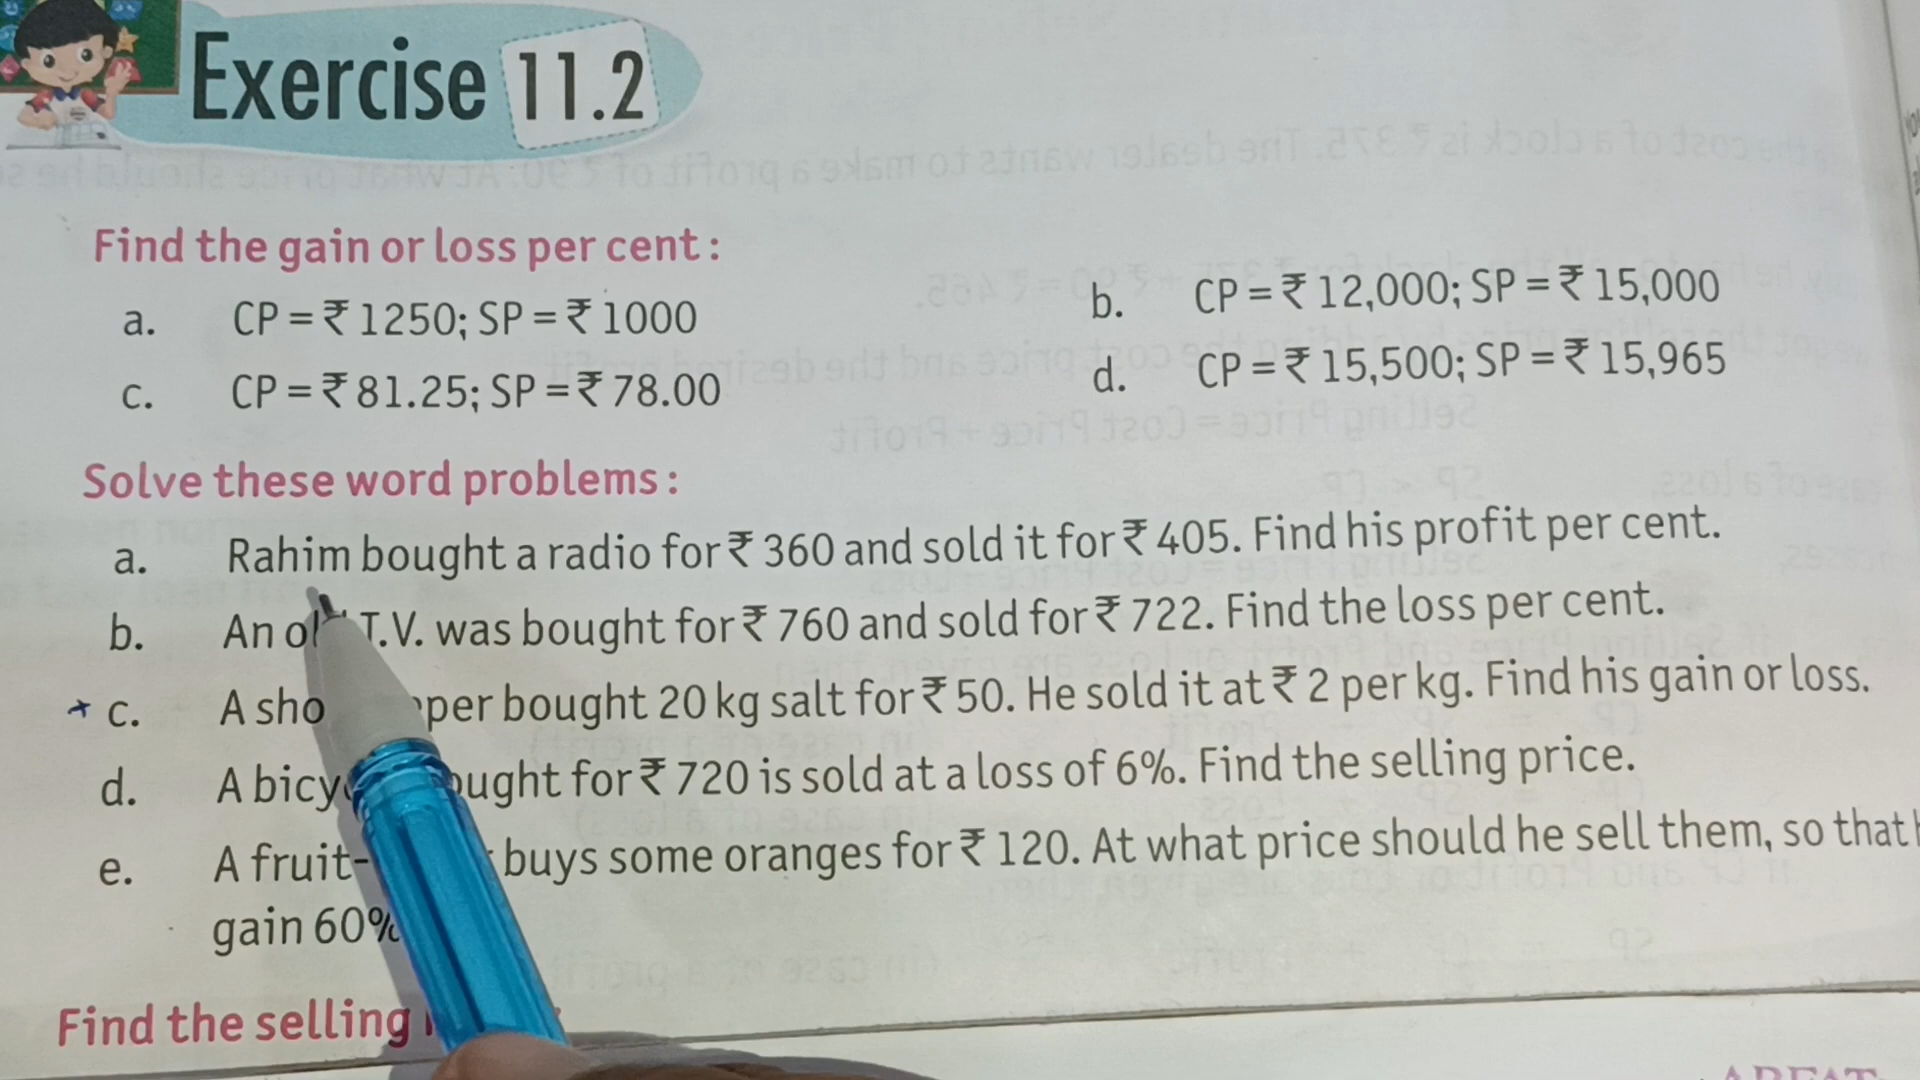 Exercise 11.2
Find the gain or loss per cent :
a. CP = ₹ 1250; SP = ₹ 1000
b. CP = ₹ 12,000; SP = ₹ 15,000
c. CP = ₹ 81.25; SP = ₹ 78.00
d. CP = ₹ 15,500; SP = ₹ 15,965
Solve these word problems :
a. Rahim bought a radio for ₹ 360 and sold it for ₹ 405. Find his profit per cent.
b. An T.V. was bought for ₹ 760 and sold for ₹ 722. Find the loss per cent.
c. A bought 20 kg salt for ₹ 50. He sold it at ₹ 2 per kg. Find his gain or loss.
d. A for ₹ 720 is sold at a loss of 6%. Find the selling price.
e. A buys some oranges for ₹ 120. At what price should he sell them, so that
gain 60%
Find the selling